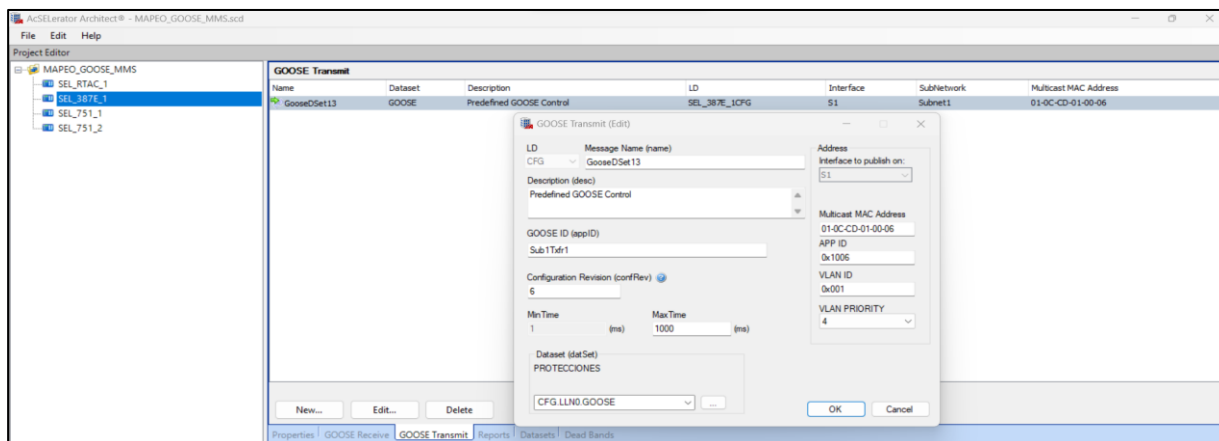 AcSELerator Architect® - MAPEO_GOOSE_MMS.scd
File Edit Help
Project Editor
MAPEO_GOOSE_MMS
SEL_RTAC_1
SEL_387E_1
SEL_751_1
SEL_751_2
GOOSE Transmit
Name Dataset Description LD Interface SubNetwork Multicast MAC Address
GooseDSet13 GOOSE Predefined GOOSE Control SEL_387E_1CFG S1 Subnet1 01-0C-CD-01-00-06
GOOSE Transmit (Edit)
LD Message Name (name)
CFG GooseDSet13
Description (desc)
Predefined GOOSE Control
GOOSE ID (appID)
Sub1Txfr1
Configuration Revision (confRev)
6
MinTime MaxTime
1 (ms) 1000 (ms)
Dataset (datSet)
PROTECCIONES
CFG.LLN0.GOOSE ...
Address
Interface to publish on:
S1
Multicast MAC Address
01-0C-CD-01-00-06
APP ID
0x1006
VLAN ID
0x001
VLAN PRIORITY
4
OK Cancel
New... Edit... Delete
Properties GOOSE Receive GOOSE Transmit Reports Datasets Dead Bands